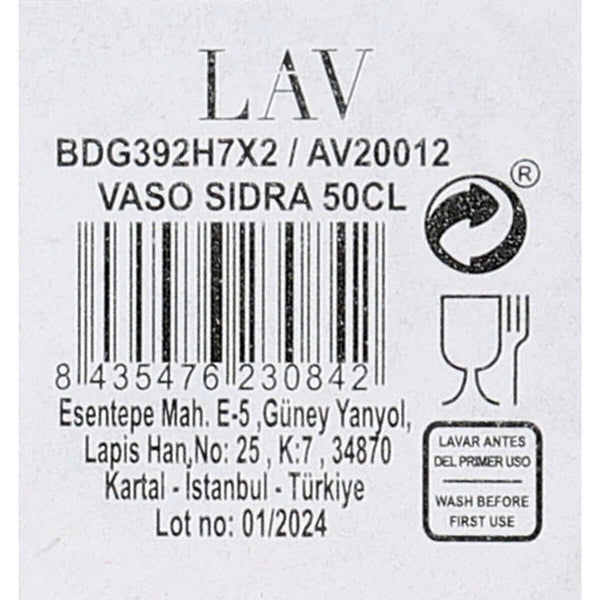 LAV
BDG392H7X2 / AV20012
VASO SIDRA 50CL
®
8 435476 230842
Esentepe Mah. E-5 ,Güney Yanyol,
Lapis Han,No: 25 , K:7 , 34870
Kartal - İstanbul - Türkiye
Lot no: 01/2024
LAVAR ANTES
DEL PRIMER USO
WASH BEFORE
FIRST USE